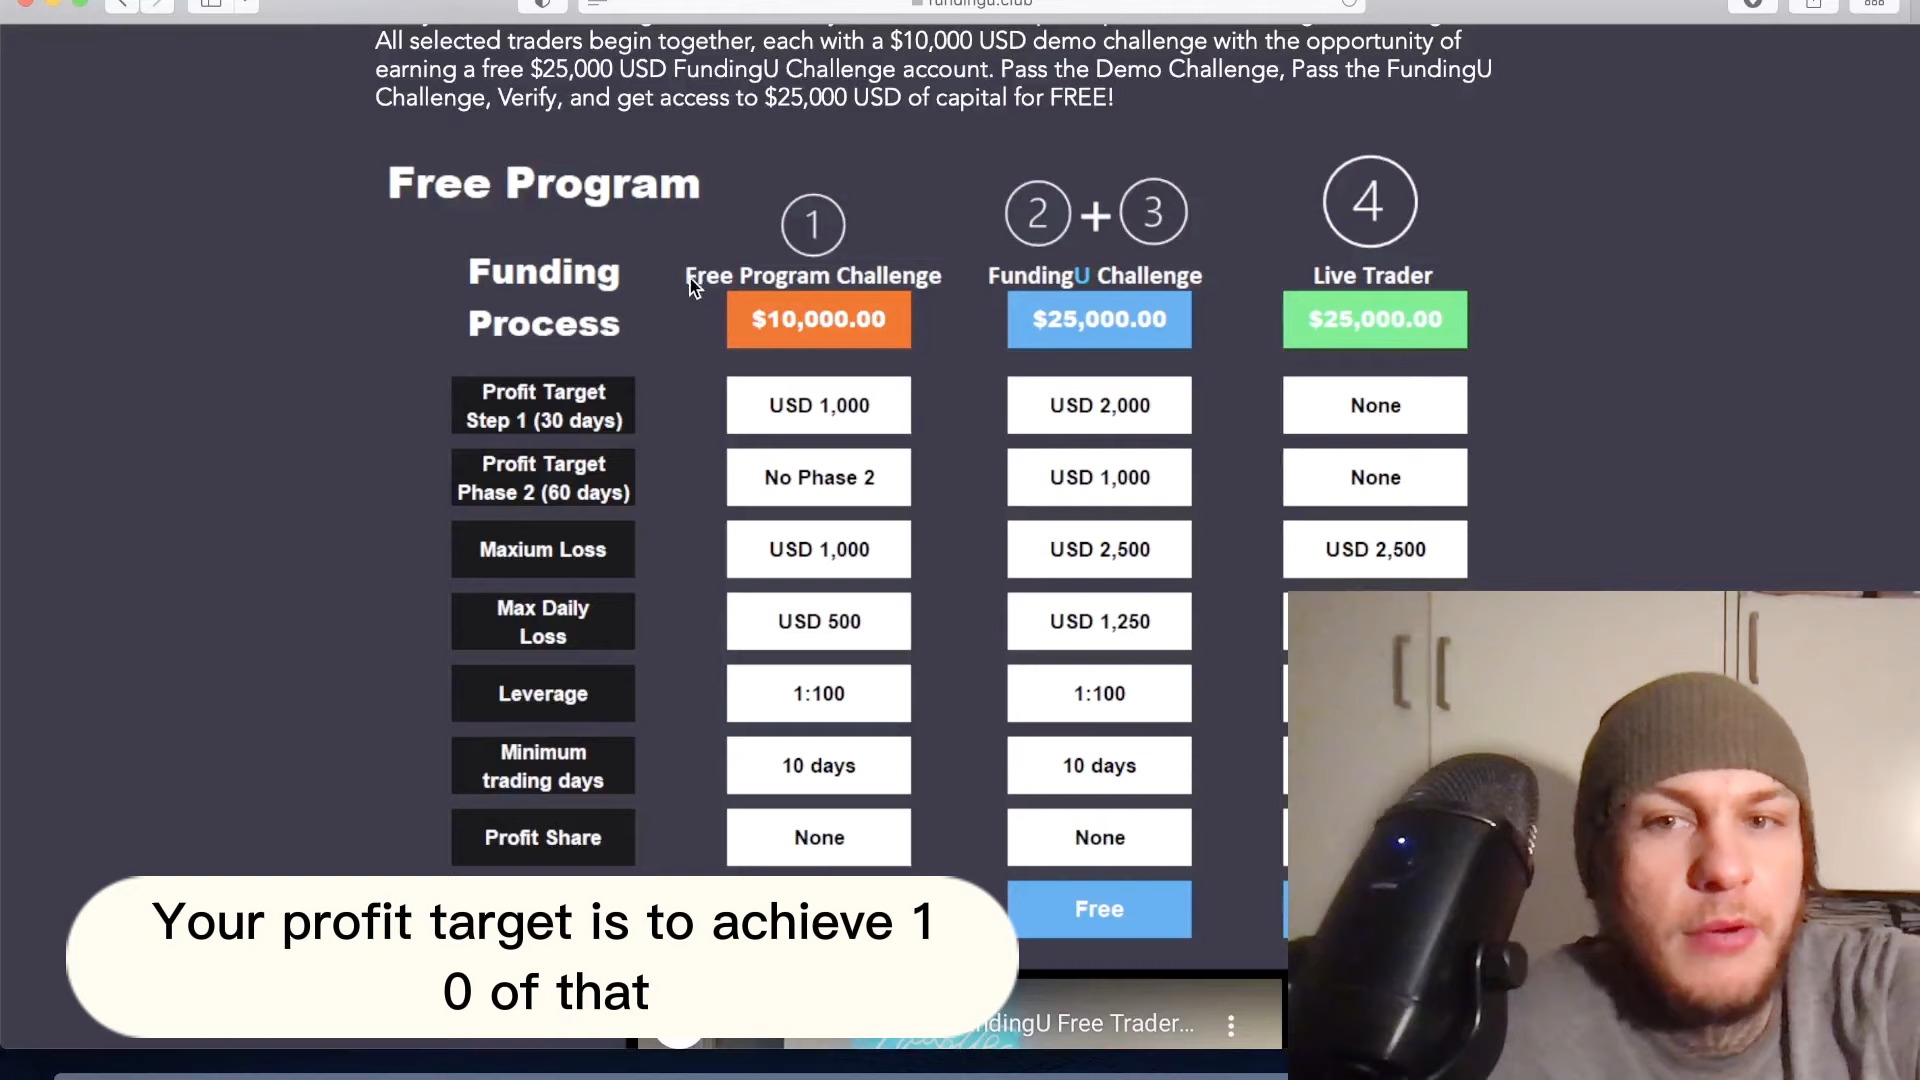 fundingu.club
All selected traders begin together, each with a $10,000 USD demo challenge with the opportunity of
earning a free $25,000 USD FundingU Challenge account. Pass the Demo Challenge, Pass the FundingU
Challenge, Verify, and get access to $25,000 USD of capital for FREE!
Free Program
1
2 + 3
4
Funding
Process
Free Program Challenge
FundingU Challenge
Live Trader
$10,000.00
$25,000.00
$25,000.00
Profit Target
Step 1 (30 days)
USD 1,000
USD 2,000
None
Profit Target
Phase 2 (60 days)
No Phase 2
USD 1,000
None
Maxium Loss
USD 1,000
USD 2,500
USD 2,500
Max Daily
Loss
USD 500
USD 1,250
Leverage
1:100
1:100
Minimum
trading days
10 days
10 days
Profit Share
None
None
Free
Your profit target is to achieve 1
0 of that
ndingU Free Trader...